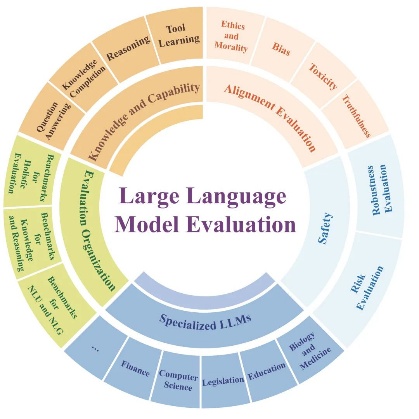 Large Language
Model Evaluation
Knowledge and Capability
Question
Answering
Knowledge
Completion
Reasoning
Tool
Learning
Alignment Evaluation
Ethics
and
Morality
Bias
Toxicity
Truthfulness
Safety
Robustness
Evaluation
Risk
Evaluation
Specialized LLMs
Biology
and
Medicine
Education
Legislation
Computer
Science
Finance
...
Evaluation Organization
Benchmarks
for
NLU and NLG
Benchmarks
for
Knowledge
and Reasoning
Benchmarks
for
Holistic
Evaluation